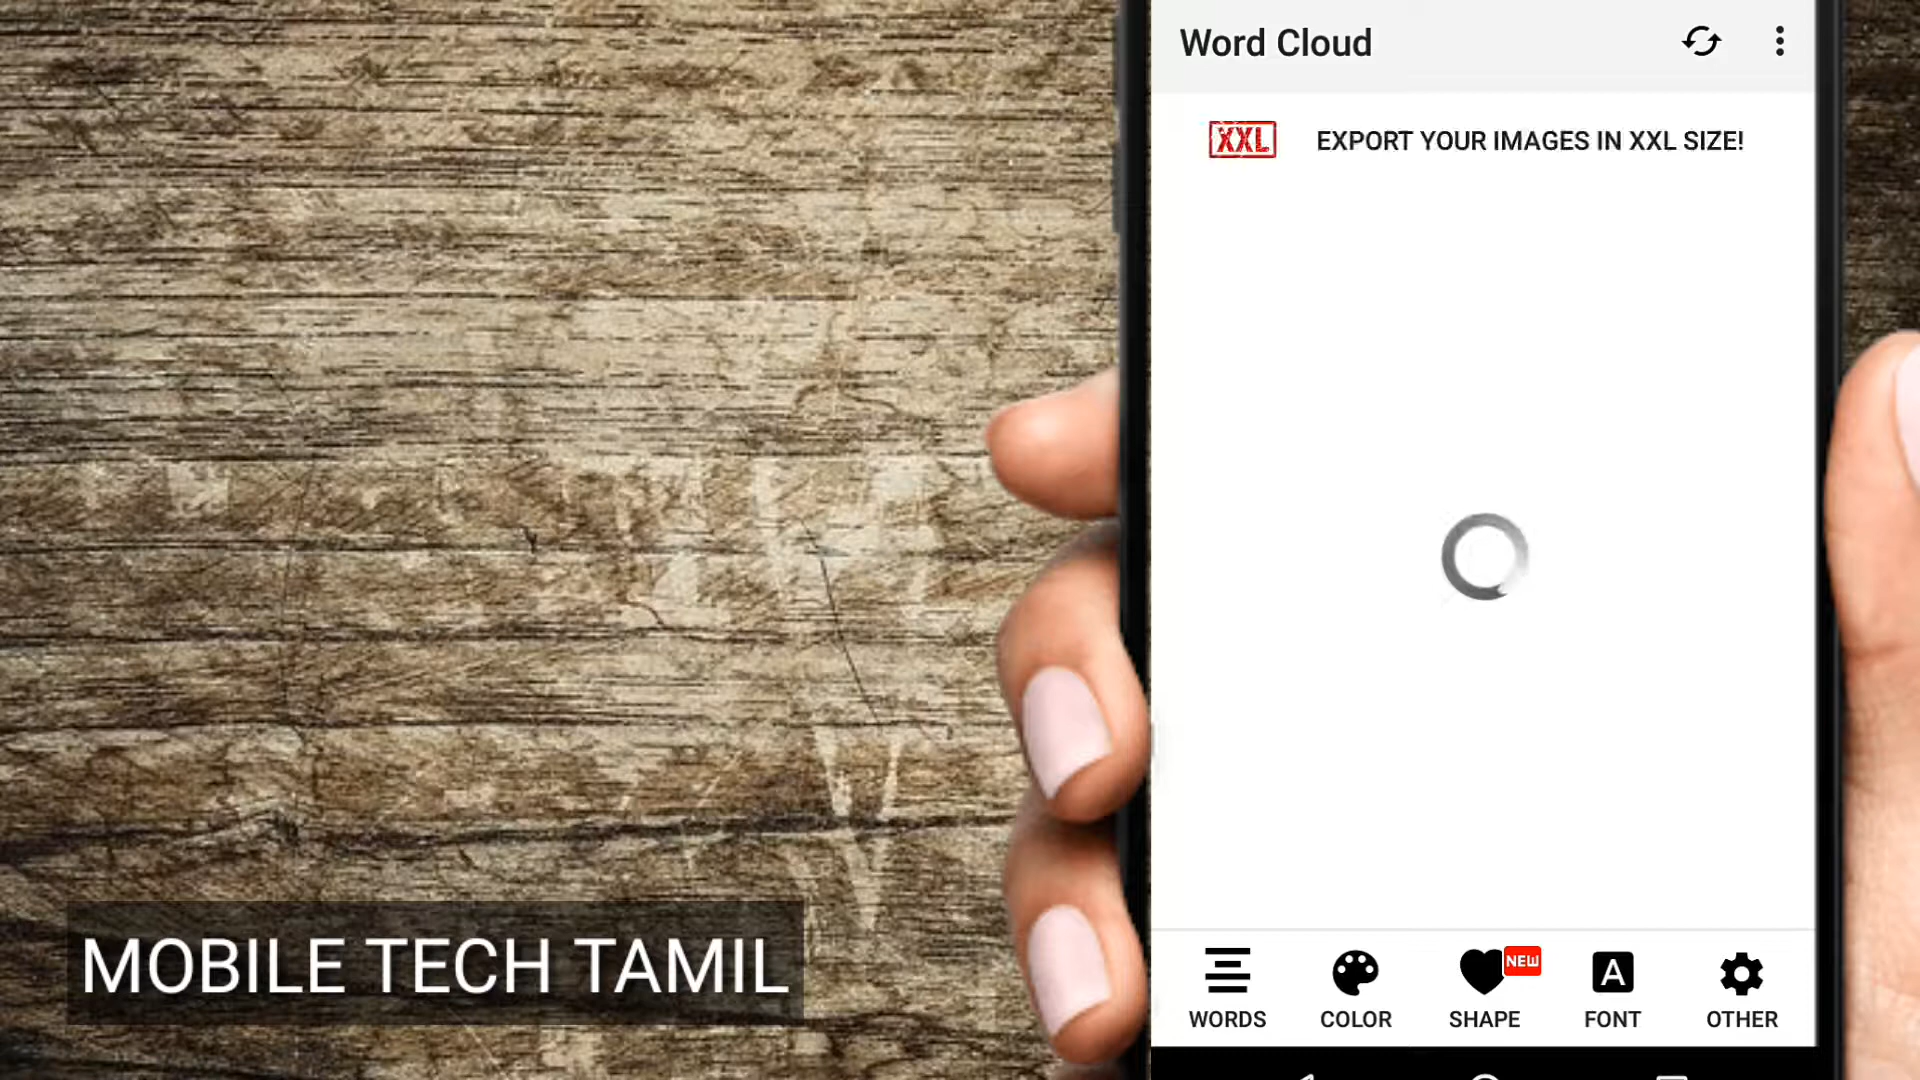 Word Cloud
XXL EXPORT YOUR IMAGES IN XXL SIZE!
NEW
A
WORDS COLOR SHAPE FONT OTHER
MOBILE TECH TAMIL